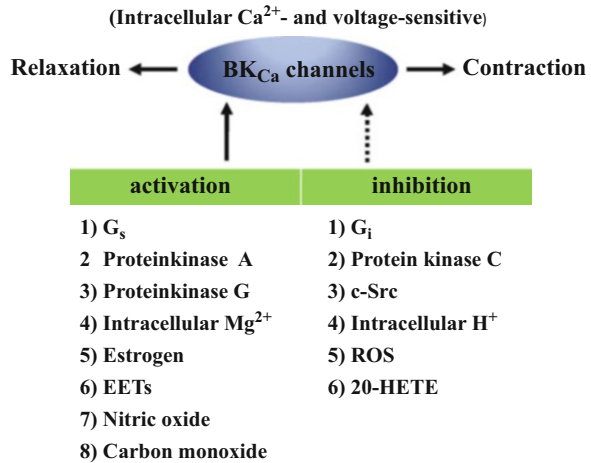 (Intracellular Ca²⁺- and voltage-sensitive)
Relaxation BK_Ca channels Contraction
activation inhibition
1) Gₛ 1) Gᵢ
2 Proteinkinase A 2) Protein kinase C
3) Proteinkinase G 3) c-Src
4) Intracellular Mg²⁺ 4) Intracellular H⁺
5) Estrogen 5) ROS
6) EETs 6) 20-HETE
7) Nitric oxide
8) Carbon monoxide